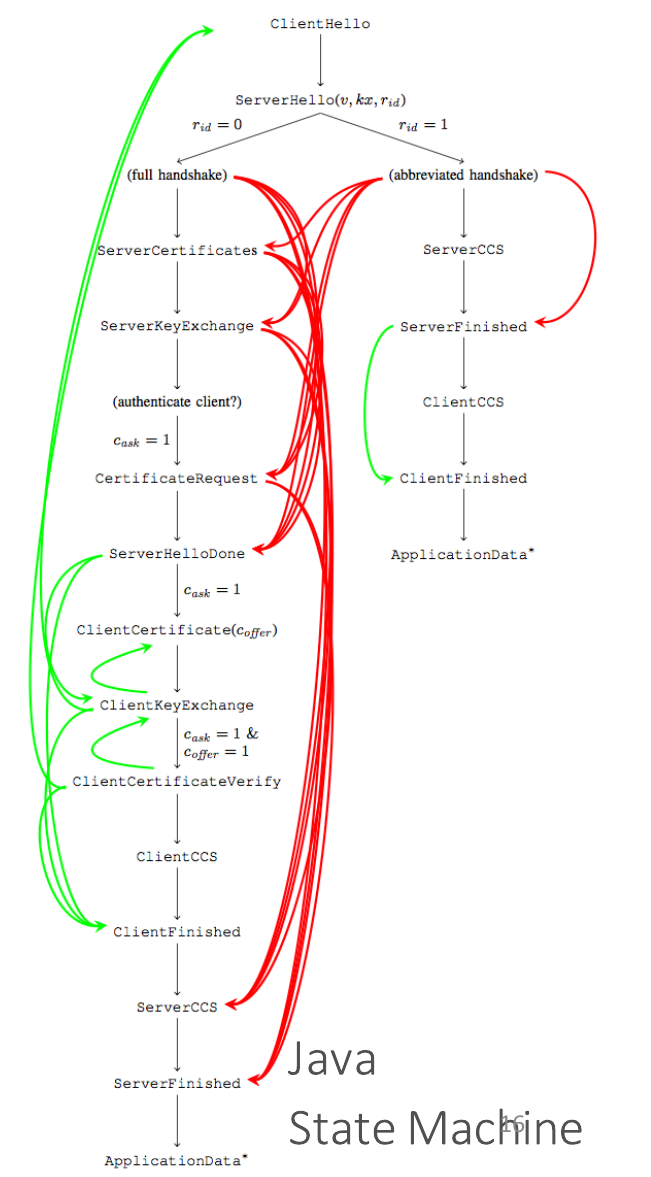 ClientHello
ServerHello(v, kx, r_id)
r_id = 0
r_id = 1
(full handshake)
(abbreviated handshake)
ServerCertificates
ServerCCS
ServerKeyExchange
ServerFinished
(authenticate client?)
ClientCCS
c_ask = 1
CertificateRequest
ClientFinished
ServerHelloDone
ApplicationData*
c_ask = 1
ClientCertificate(c_offer)
ClientKeyExchange
c_ask = 1 &
c_offer = 1
ClientCertificateVerify
ClientCCS
ClientFinished
ServerCCS
Java
ServerFinished
State Machine
16
ApplicationData*